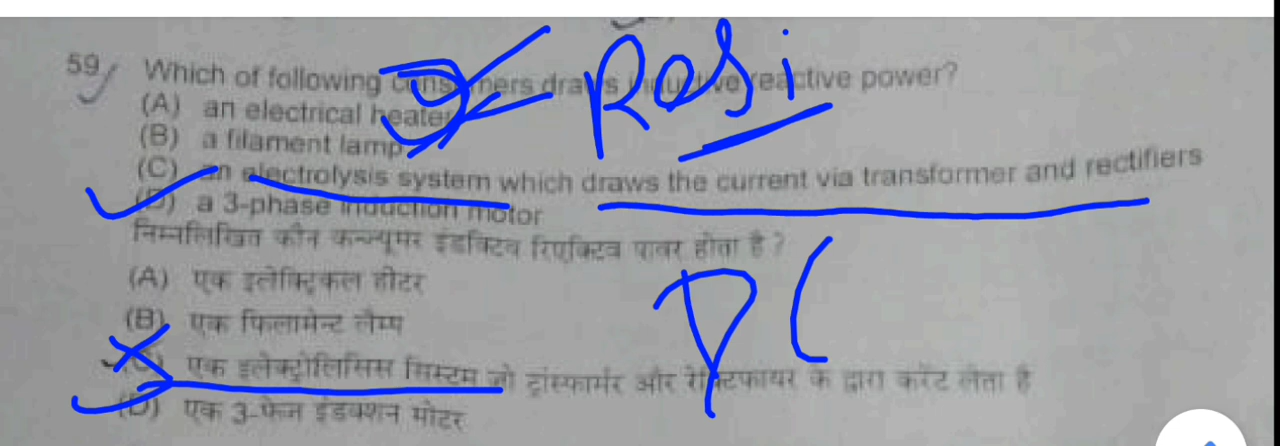 59 Which of following consumers draws inductive reactive power?
(A) an electrical heater
(B) a filament lamp
(C) an electrolysis system which draws the current via transformer and rectifiers
(D) a 3-phase induction motor
निम्नलिखित कौन कन्ज्यूमर इंडक्टिव रिएक्टिव पावर होता है ?
(A) एक इलेक्ट्रिकल हीटर
(B) एक फिलामेन्ट लैम्प
(C) एक इलेक्ट्रोलिसिस सिस्टम जो ट्रांसफार्मर और रेक्टिफायर के द्वारा करेंट लेता है
(D) एक 3-फेज इंडक्शन मोटर
Resi